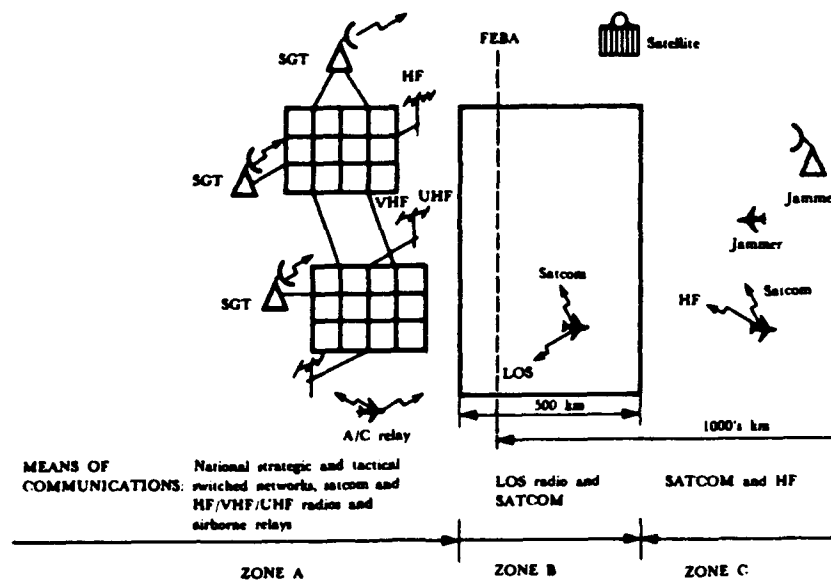 FEBA
Satellite
SGT
HF
SGT
VHF
UHF
Jamme
Jammer
SGT
Satcom
LOS
HF
Satcom
A/C relay
500 km
1000's km
MEANS OF
COMMUNICATIONS:
National strategic and tactical
switched networks, satcom and
HF/VHF/UHF radios and
airborne relays
LOS radio and
SATCOM
SATCOM and HF
ZONE A
ZONE B
ZONE C